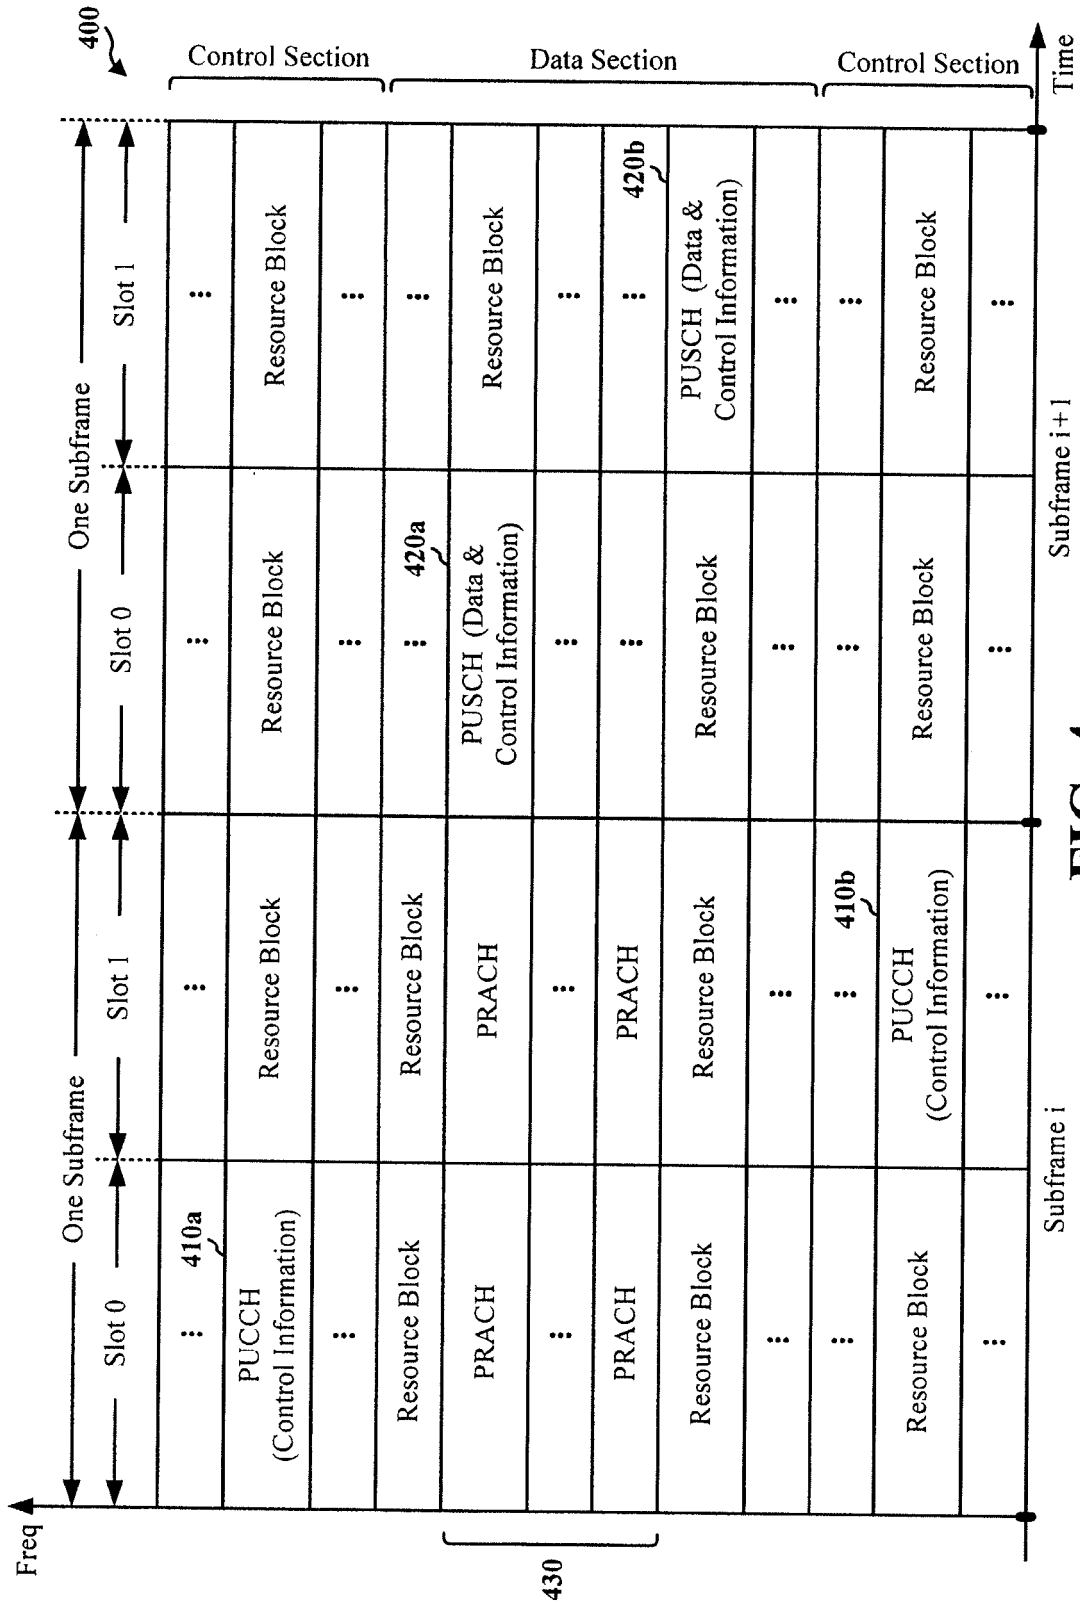 400
One Subframe
One Subframe
Slot 0
Slot 1
Slot 0
Slot 1
Freq
Control Section
Data Section
Control Section
...
...
...
...
410a
PUCCH
(Control Information)
Resource Block
Resource Block
Resource Block
...
...
...
...
Resource Block
Resource Block
...
...
420a
430
PRACH
PRACH
PUSCH (Data &
Control Information)
Resource Block
...
...
...
...
PRACH
PRACH
...
...
420b
Resource Block
Resource Block
Resource Block
PUSCH (Data &
Control Information)
...
...
...
...
...
...
...
...
410b
Resource Block
PUCCH
(Control Information)
Resource Block
Resource Block
...
...
...
...
Time
Subframe i
Subframe i+1